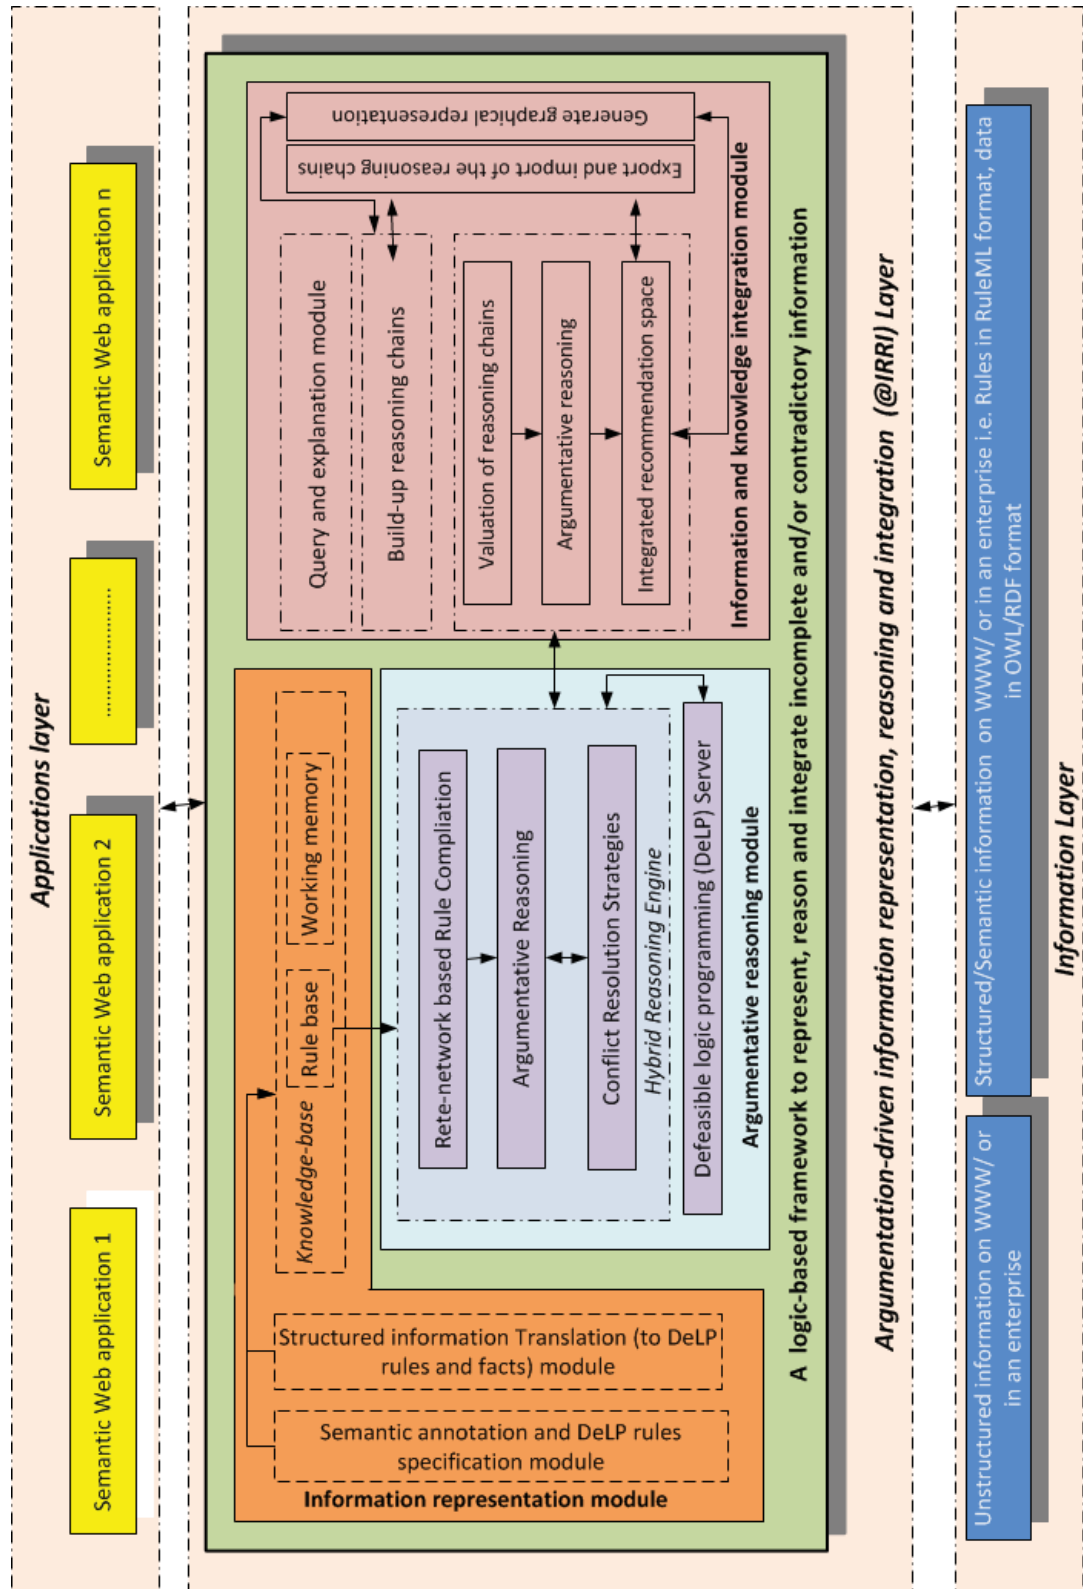 Applications layer
Semantic Web application 1
Semantic Web application 2
......................
Semantic Web application n
Information representation module
Semantic annotation and DeLP rules
specification module
Structured information Translation (to DeLP
rules and facts) module
Knowledge-base
Rule base
Working memory
Rete-network based Rule Compliation
Argumentative Reasoning
Conflict Resolution Strategies
Hybrid Reasoning Engine
Defeasible logic programming (DeLP) Server
Argumentative reasoning module
Query and explanation module
Build-up reasoning chains
Valuation of reasoning chains
Argumentative reasoning
Integrated recommendation space
Generate graphical representation
Export and import of the reasoning chains
Information and knowledge integration module
A logic-based framework to represent, reason and integrate incomplete and/or contradictory information
Argumentation-driven information representation, reasoning and integration (@IRRI) Layer
Unstructured information on WWW/ or
in an enterprise
Structured/Semantic information on WWW/ or in an enterprise i.e. Rules in RuleML format, data
in OWL/RDF format
Information Layer